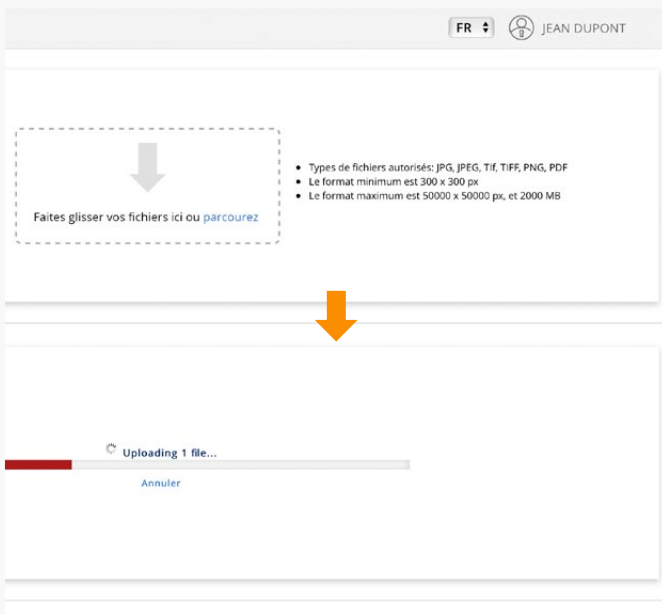 FR
JEAN DUPONT
Types de fichiers autorisés: JPG, JPEG, TIf, TIFF, PNG, PDF
Le format minimum est 300 x 300 px
Le format maximum est 50000 x 50000 px, et 2000 MB
Faites glisser vos fichiers ici ou parcourez
Uploading 1 file...
Annuler